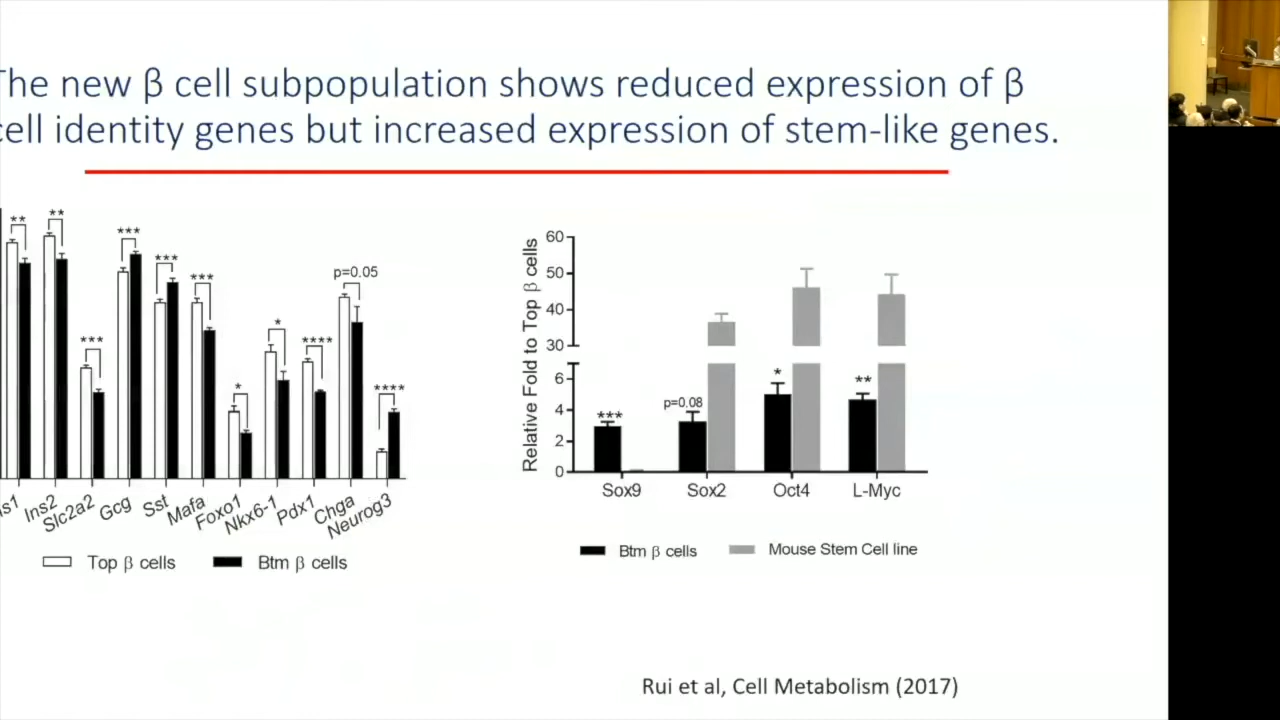 The new β cell subpopulation shows reduced expression of β
cell identity genes but increased expression of stem-like genes.
** ** *** *** *** *** * * **** p=0.05 ****
Ins2 Slc2a2 Gcg Sst Mafa Foxo1 Nkx6-1 Pdx1 Chga Neurog3
Top β cells Btm β cells
Relative Fold to Top β cells
60
50
40
30
6
4
2
0
*** p=0.08 * **
Sox9 Sox2 Oct4 L-Myc
Btm β cells Mouse Stem Cell line
Rui et al, Cell Metabolism (2017)